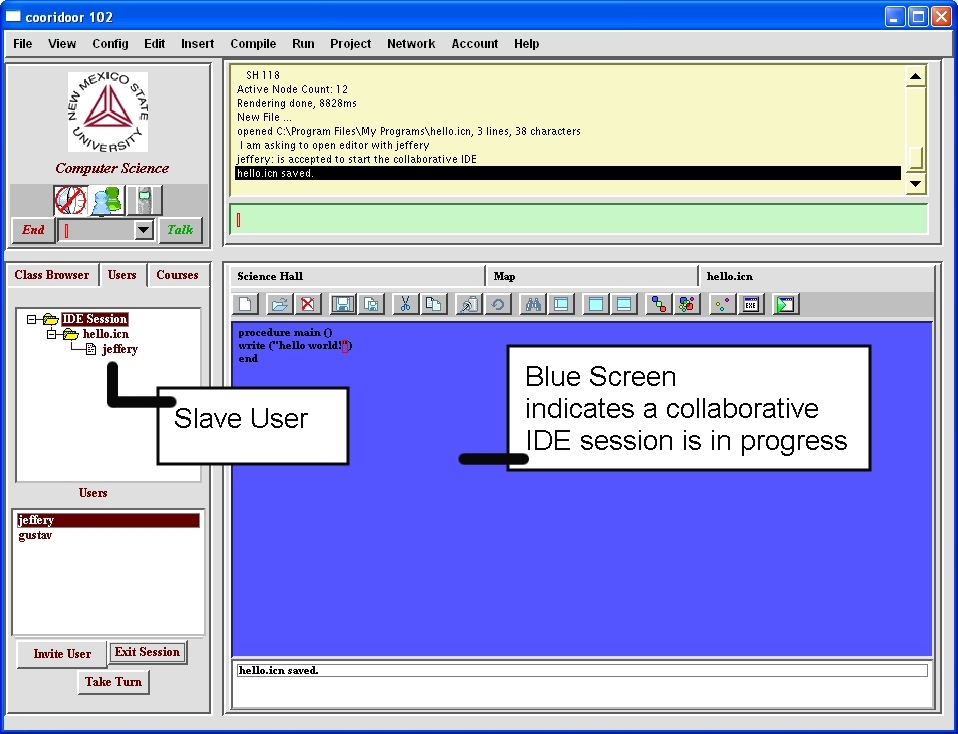 cooridoor 102
File View Config Edit Insert Compile Run Project Network Account Help
NEW MEXICO STATE UNIVERSITY
Computer Science
End
Talk
SH 118
Active Node Count: 12
Rendering done, 8828ms
New File ...
opened C:\Program Files\My Programs\hello.icn, 3 lines, 38 characters
I am asking to open editor with jeffery
jeffery: is accepted to start the collaborative IDE
hello.icn saved.
Class Browser Users Courses
IDE Session
hello.icn
jeffery
Slave User
Users
jeffery
gustav
Invite User Exit Session
Take Turn
Science Hall Map hello.icn
EXE
procedure main ()
write ("hello world!")
end
Blue Screen
indicates a collaborative
IDE session is in progress
hello.icn saved.